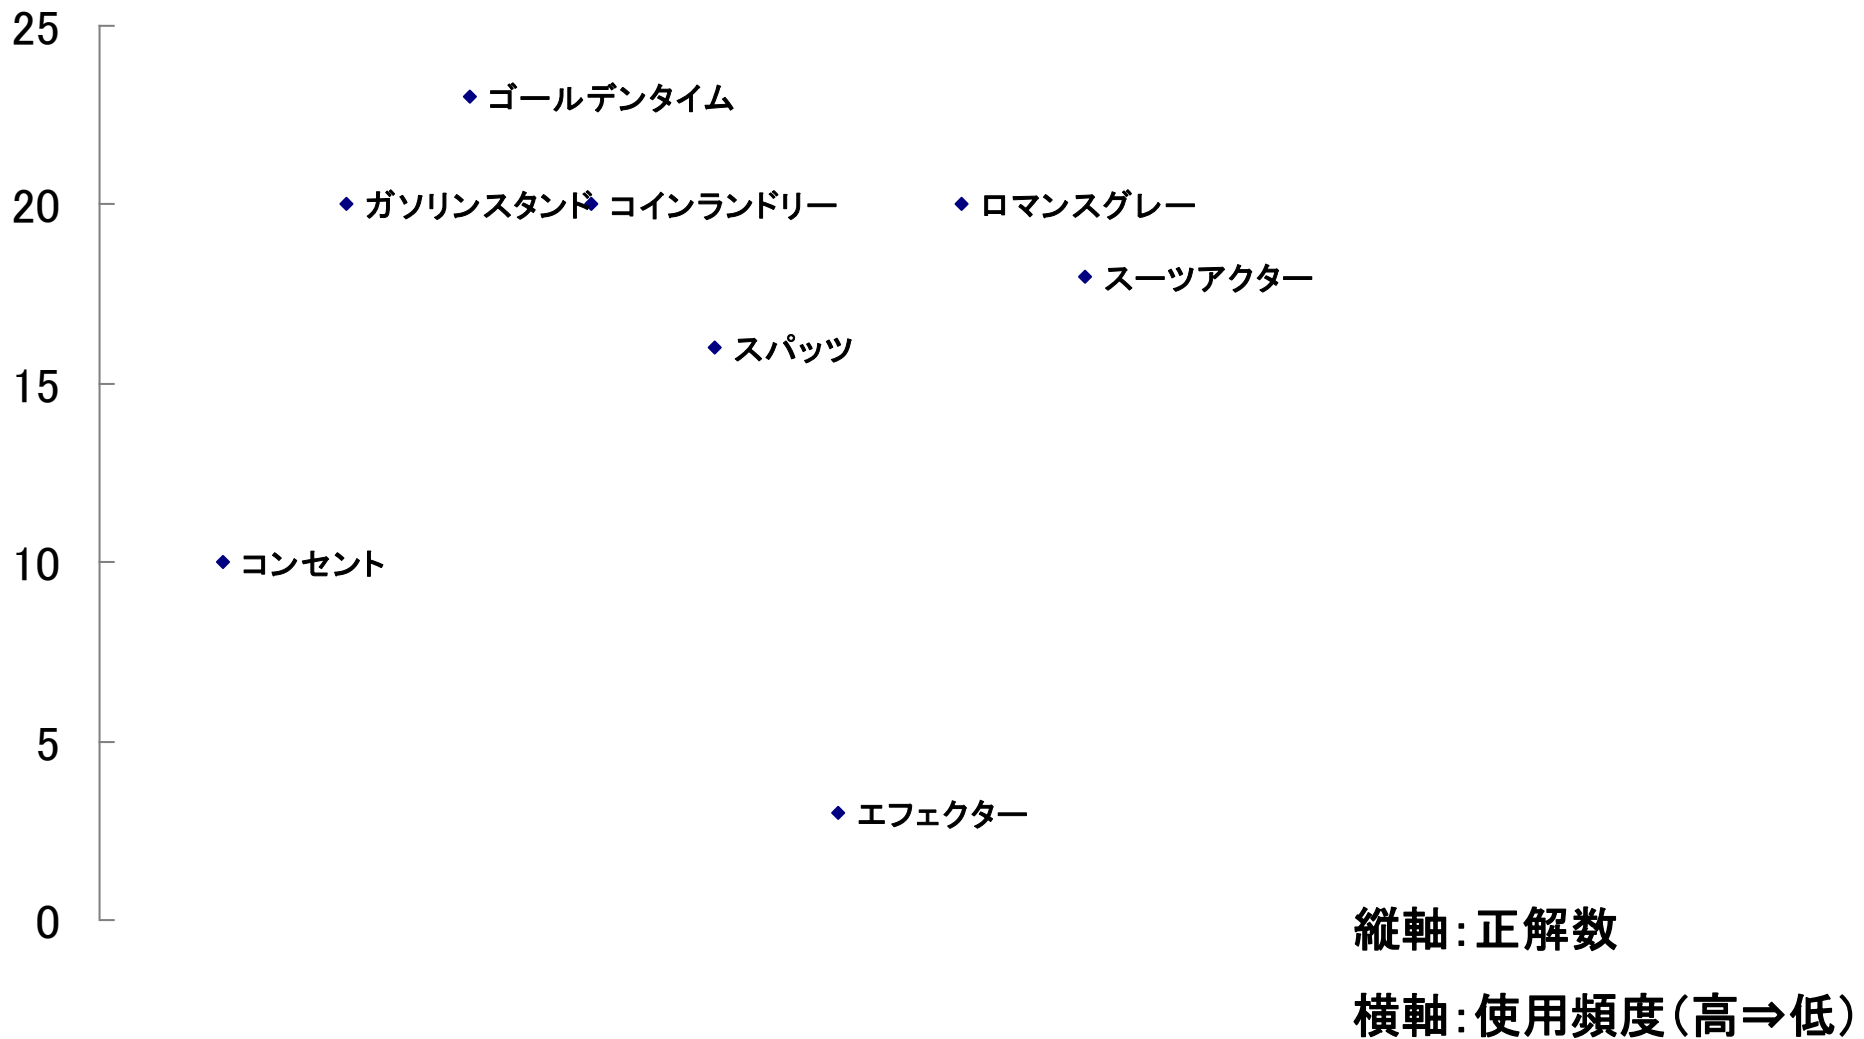 25
ゴールデンタイム
20
ガソリンスタンド
コインランドリー
ロマンスグレー
スーツアクター
スパッツ
15
10
コンセント
5
エフェクター
0
縦軸：正解数
横軸：使用頻度（高⇒低）